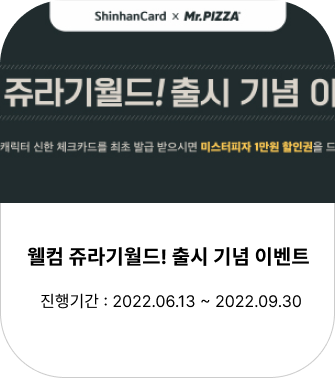 ShinhanCard x Mr.PIZZA
쥬라기월드! 출시 기념 이
캐릭터 신한 체크카드를 최초 발급 받으시면 미스터피자 1만원 할인권을 드
웰컴 쥬라기월드! 출시 기념 이벤트
진행기간 : 2022.06.13 ~ 2022.09.30